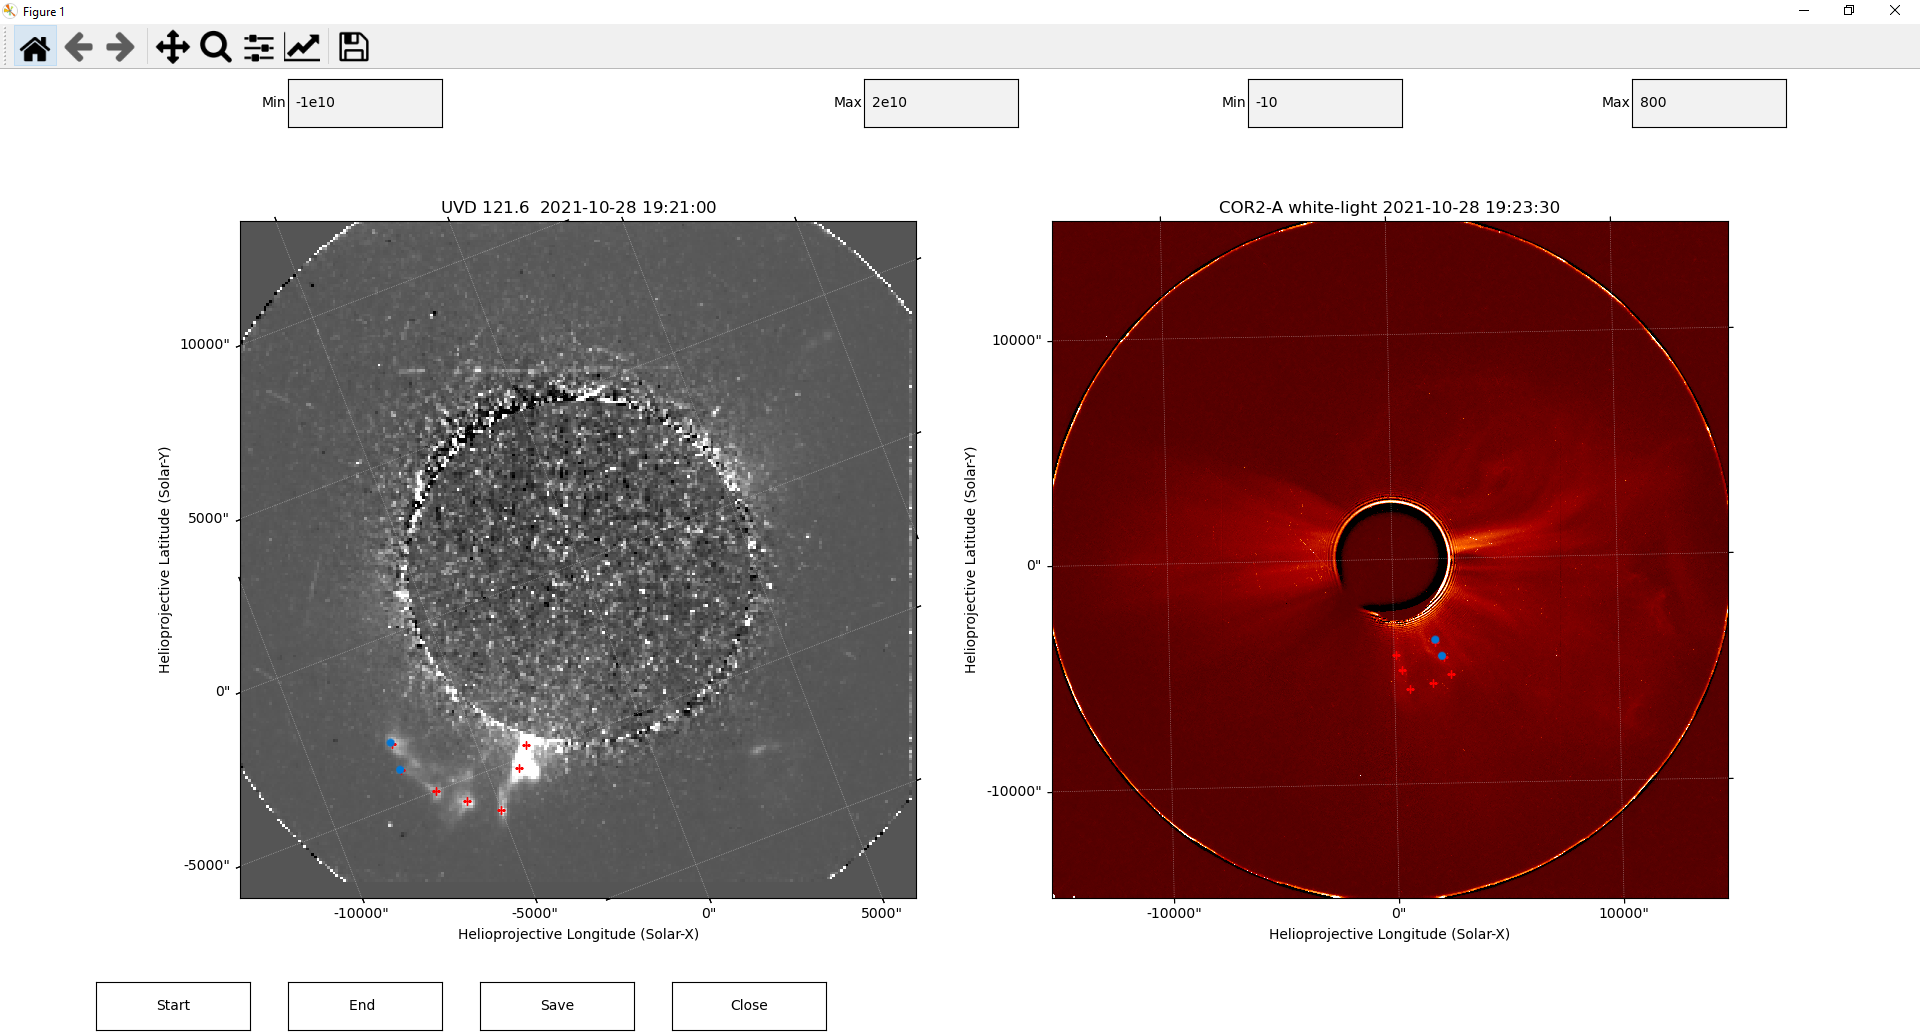 Figure 1
Min -1e10 Max 2e10 Min -10 Max 800
UVD 121.6  2021-10-28 19:21:00
COR2-A white-light 2021-10-28 19:23:30
Helioprojective Latitude (Solar-Y)
10000"
5000"
0"
-5000"
-10000" -5000" 0" 5000"
Helioprojective Longitude (Solar-X)
Helioprojective Latitude (Solar-Y)
10000"
0"
-10000"
-10000" 0" 10000"
Helioprojective Longitude (Solar-X)
Start End Save Close